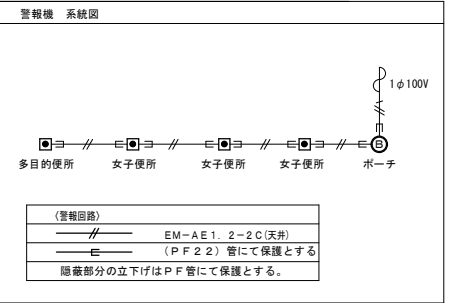 警報機 系統図
1φ100V
B
多目的便所 女子便所 女子便所 女子便所 ポーチ
(警報回路)
EM-AE1.2-2C(天井)
(PF22)管にて保護とする
隠蔽部分の立下げはPF管にて保護とする。